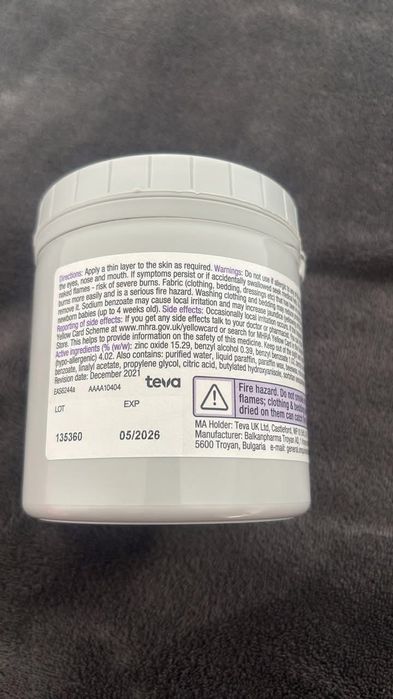 Directions: Apply a thin layer to the skin as required. Warnings: Do not use if allergic to
the eyes, nose and mouth. If symptoms persist or if accidentally swallowed seek
naked flames - risk of severe burns. Fabric (clothing, bedding, dressings etc) that
burns more easily and is a serious fire hazard. Washing clothing and bedding may
remove it. Sodium benzoate may cause local irritation and may increase jaundice
newborn babies (up to 4 weeks old). Side effects: Occasionally local irritation occurs.
Reporting of side effects: If you get any side effects talk to your doctor or pharmacist
Yellow Card Scheme at www.mhra.gov.uk/yellowcard or search for MHRA Yellow Card
Store. This helps to provide information on the safety of this medicine. Keep out of the
Active ingredients (% (w/w): zinc oxide 15.29, benzyl alcohol 0.39, benzyl benzoate
(hypo-allergenic) 4.02. Also contains: purified water, liquid paraffin, paraffin wax,
benzoate, linalyl acetate, propylene glycol, citric acid, butylated hydroxyanisole, sodium
Revision date: December 2021
EAS6244a AAAA10404
teva
LOT EXP
135360 05/2026
Fire hazard. Do not smoke
flames; clothing & bedding
dried on them can catch
MA Holder: Teva UK Ltd, Castleford,
Manufacturer: Balkanpharma Troyan AD, 1
5600 Troyan, Bulgaria e-mail: